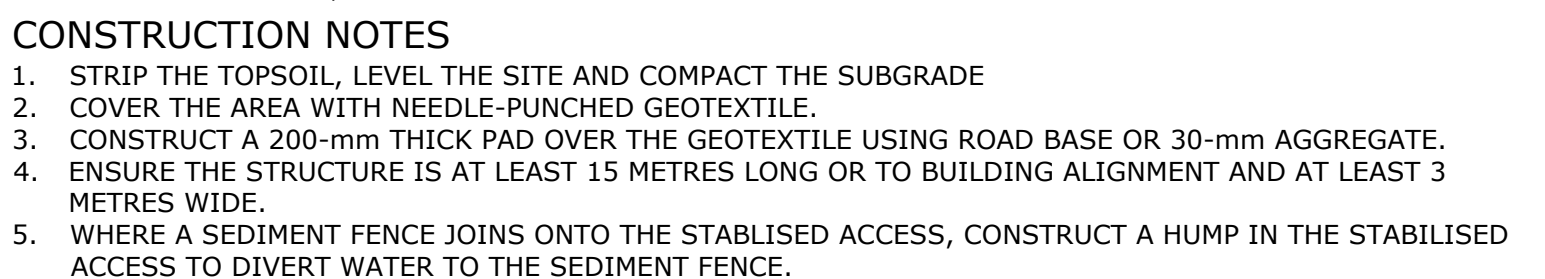 CONSTRUCTION NOTES
1. STRIP THE TOPSOIL, LEVEL THE SITE AND COMPACT THE SUBGRADE
2. COVER THE AREA WITH NEEDLE-PUNCHED GEOTEXTILE.
3. CONSTRUCT A 200-mm THICK PAD OVER THE GEOTEXTILE USING ROAD BASE OR 30-mm AGGREGATE.
4. ENSURE THE STRUCTURE IS AT LEAST 15 METRES LONG OR TO BUILDING ALIGNMENT AND AT LEAST 3
METRES WIDE.
5. WHERE A SEDIMENT FENCE JOINS ONTO THE STABLISED ACCESS, CONSTRUCT A HUMP IN THE STABILISED
ACCESS TO DIVERT WATER TO THE SEDIMENT FENCE.